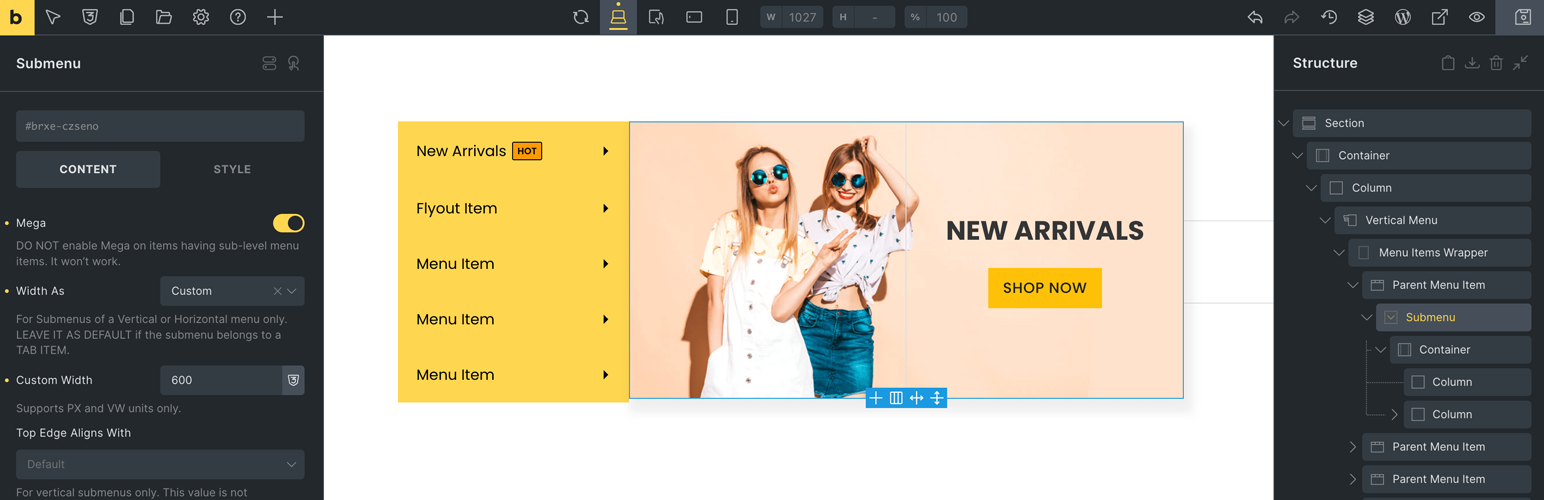 b
W 1027
H -
% 100
Submenu
#brxe-czseno
CONTENT
STYLE
Mega
DO NOT enable Mega on items having sub-level menu
items. It won't work.
Width As
Custom
For Submenus of a Vertical or Horizontal menu only.
LEAVE IT AS DEFAULT if the submenu belongs to a
TAB ITEM.
Custom Width
600
Supports PX and VW units only.
Top Edge Aligns With
Default
For vertical submenus only. This value is not
New Arrivals HOT
Flyout Item
Menu Item
Menu Item
Menu Item
NEW ARRIVALS
SHOP NOW
Structure
Section
Container
Column
Vertical Menu
Menu Items Wrapper
Parent Menu Item
Submenu
Container
Column
Column
Parent Menu Item
Parent Menu Item